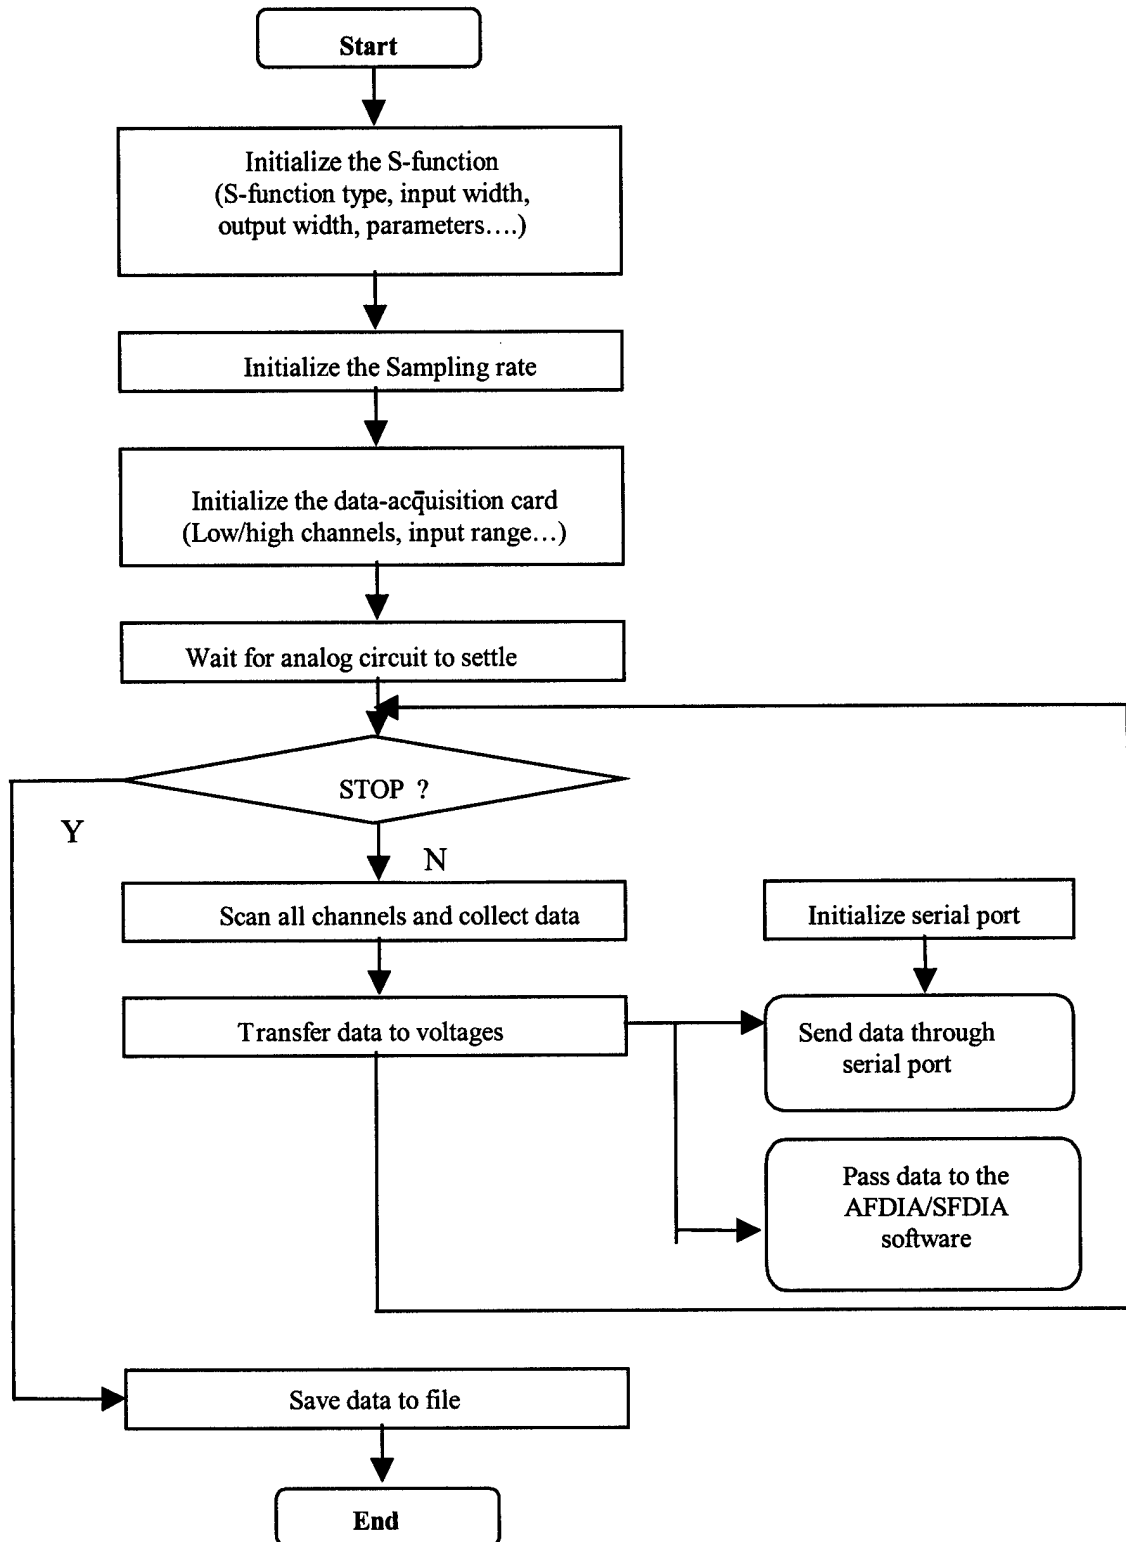 Start
Initialize the S-function
(S-function type, input width,
output width, parameters….)
Initialize the Sampling rate
Initialize the data-acquisition card
(Low/high channels, input range…)
Wait for analog circuit to settle
STOP ?
Y
N
Scan all channels and collect data
Initialize serial port
Transfer data to voltages
Send data through
serial port
Pass data to the
AFDIA/SFDIA
software
Save data to file
End